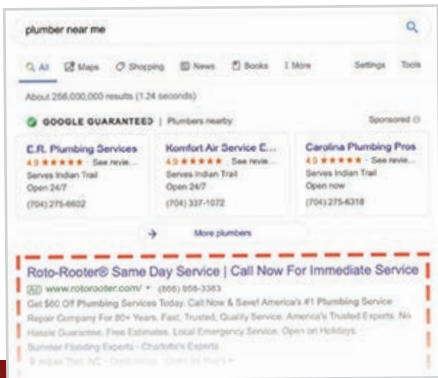 plumber near me
All Maps Shopping News Books More Settings Tools
About 256,000,000 results (1.24 seconds)
GOOGLE GUARANTEED | Plumbers nearby Sponsored
E.R. Plumbing Services Komfort Air Service E... Carolina Plumbing Pros
4.9 ★★★★★ · See revie... 4.9 ★★★★★ · See revie... 4.9 ★★★★★ · See revie...
Serves Indian Trail Serves Indian Trail Serves Indian Trail
Open 24/7 Open 24/7 Open now
(704) 275-6602 (704) 337-1072 (704) 275-6318
→ More plumbers
Roto-Rooter® Same Day Service | Call Now For Immediate Service
Ad www.rotorooter.com/ (866) 958-3383
Get $60 Off Plumbing Services Today. Call Now & Save! America's #1 Plumbing Service
Repair Company For 80+ Years. Fast, Trusted, Quality Service. America's Trusted Experts. No
Hassle Guarantee. Free Estimates. Local Emergency Service. Open on Holidays.
Summer Flooding Experts - Charlotte's Experts